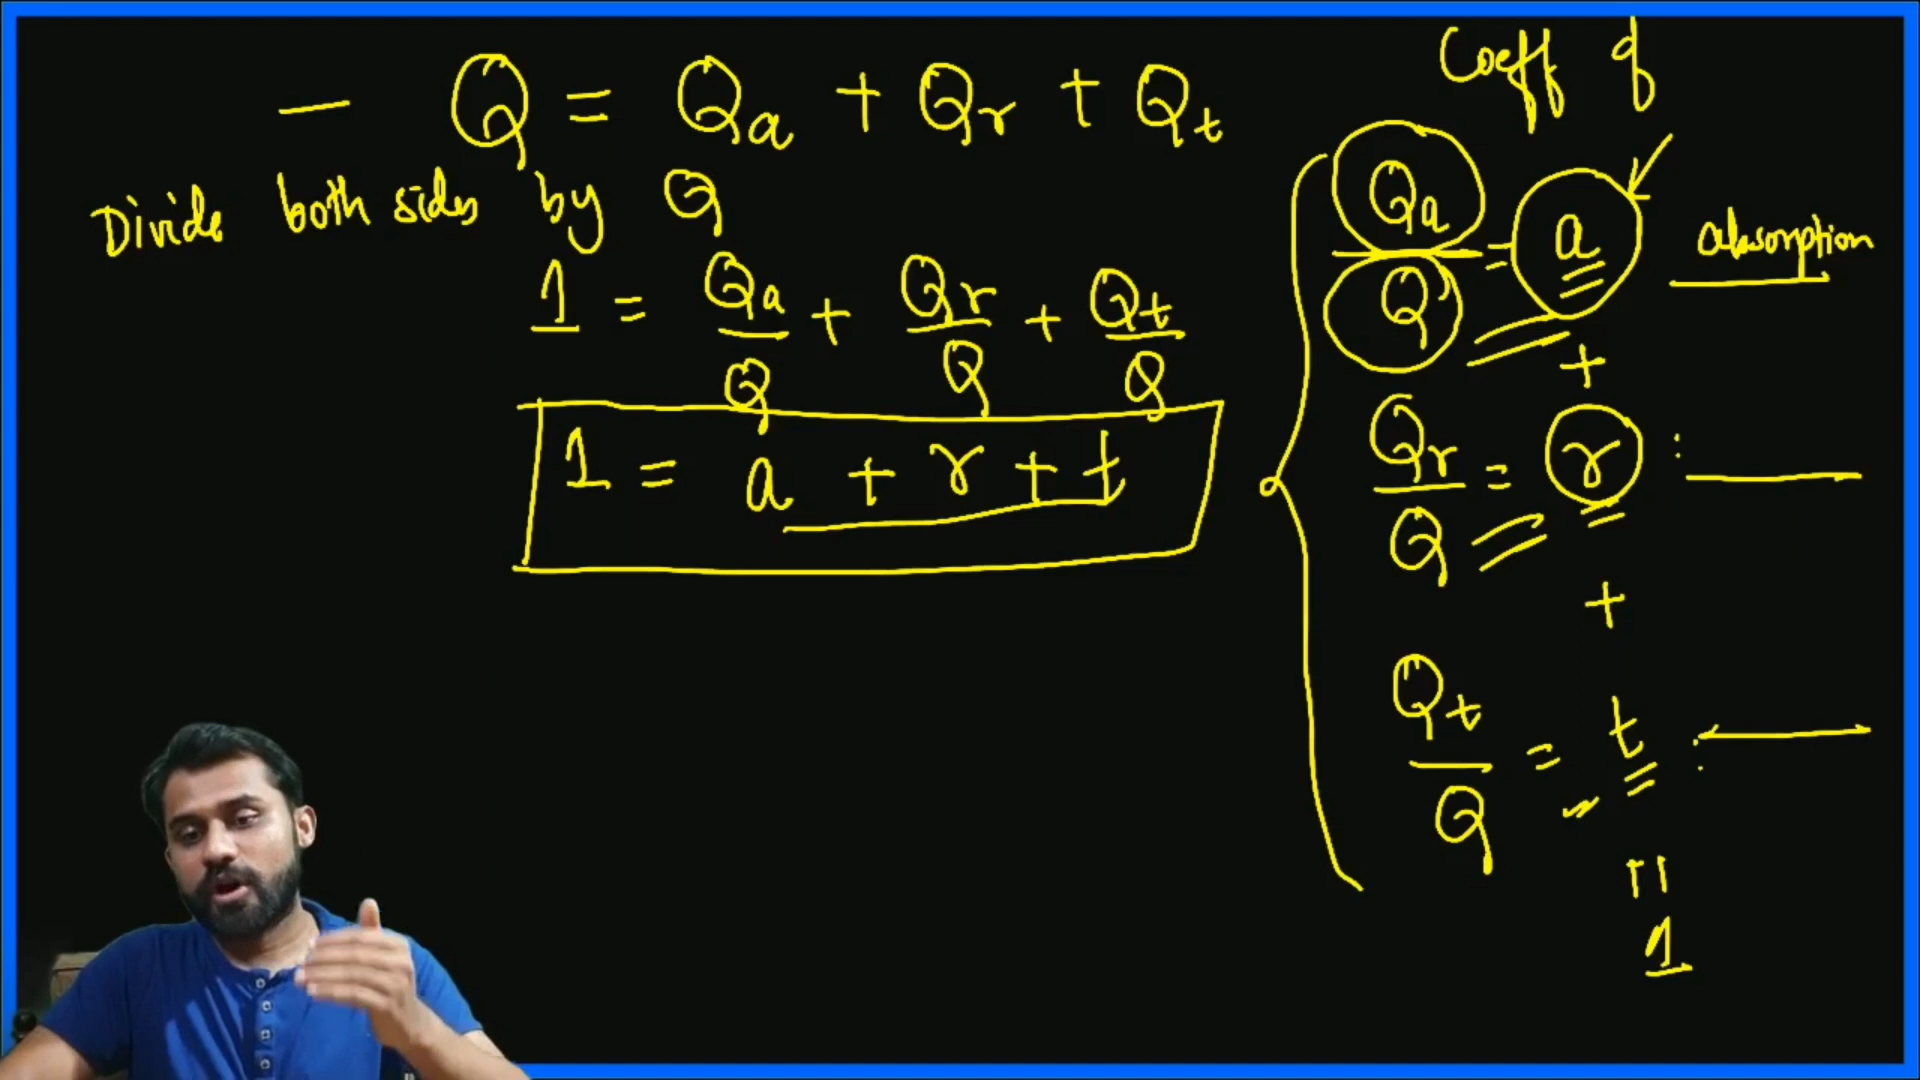 — Q = Qa + Qr + Qt
Divide both sides by Q
1 = Qa/Q + Qr/Q + Qt/Q
1 = a + r + t
Coeff of
Qa/Q = a absorption
+
Qr/Q = r :
+
Qt/Q = t :
=
1